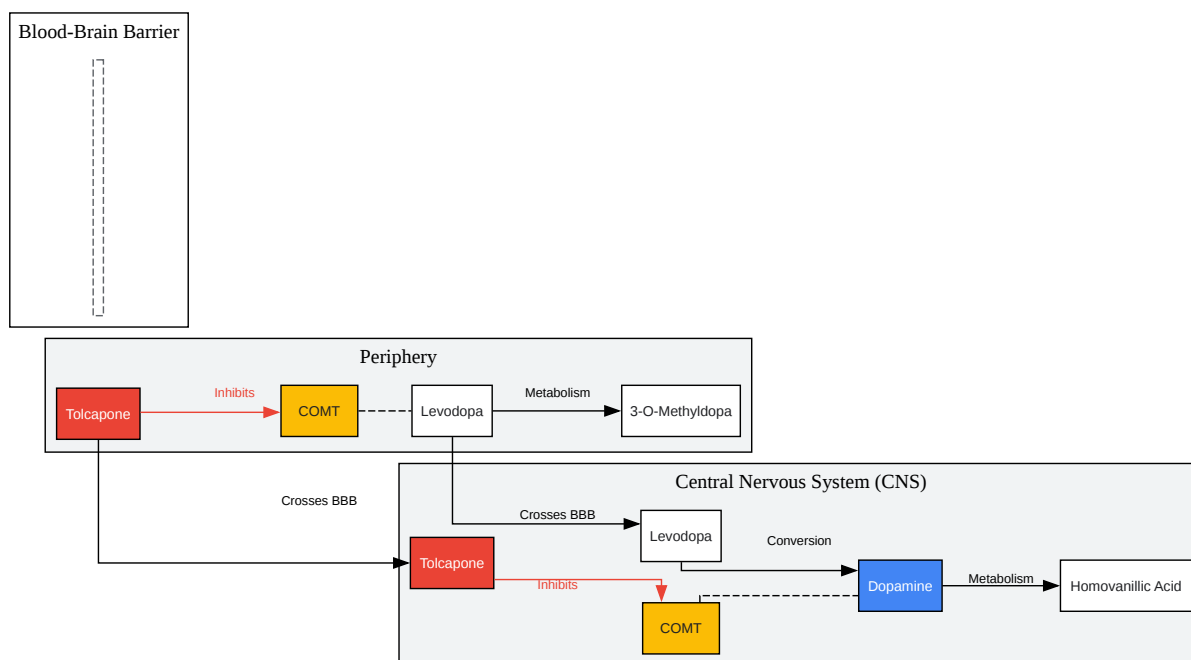 Blood-Brain Barrier
Periphery
Inhibits
Metabolism
Tolcapone
COMT
Levodopa
3-O-Methyldopa
Central Nervous System (CNS)
Crosses BBB
Crosses BBB
Levodopa
Conversion
Tolcapone
Inhibits
Dopamine
Metabolism
Homovanillic Acid
COMT